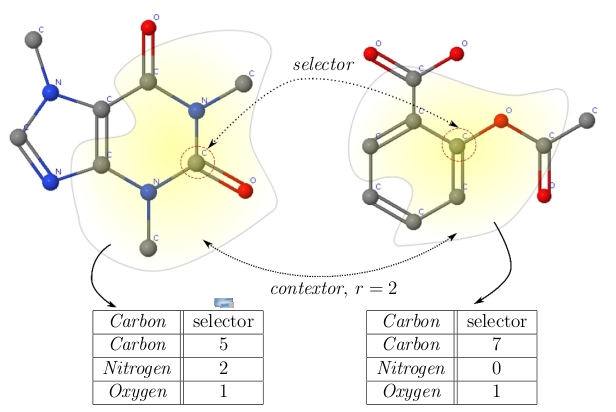 O
O
O
C
selector
C
C
N
C
C
O
C
N
C
C
C
C
C
C
C
C
N
N
O
C
C
C
O
C
contextor, r = 2
Carbon selector
Carbon 5
Nitrogen 2
Oxygen 1
Carbon selector
Carbon 7
Nitrogen 0
Oxygen 1